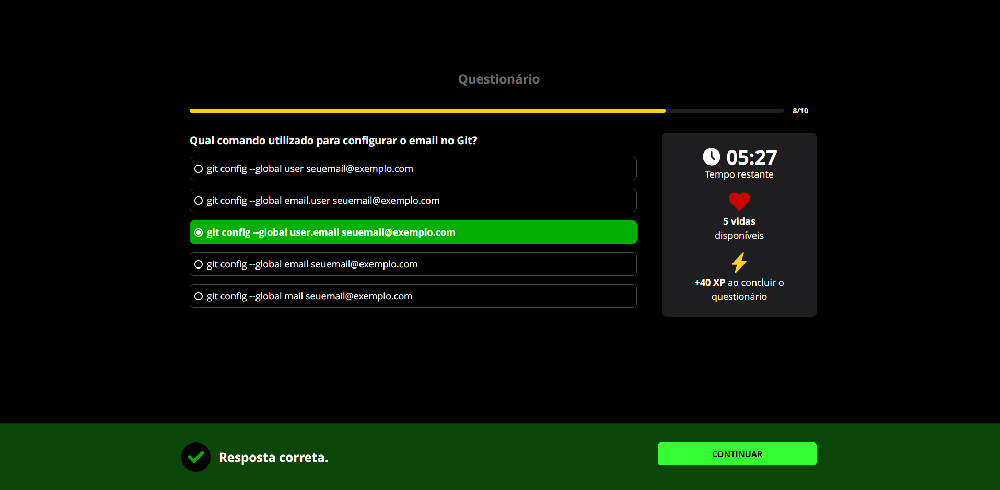 Questionário
8/10
Qual comando utilizado para configurar o email no Git?
git config --global user seuemail@exemplo.com
git config --global email.user seuemail@exemplo.com
git config --global user.email seuemail@exemplo.com
git config --global email seuemail@exemplo.com
git config --global mail seuemail@exemplo.com
05:27
Tempo restante
5 vidas
disponíveis
+40 XP ao concluir o
questionário
Resposta correta.
CONTINUAR